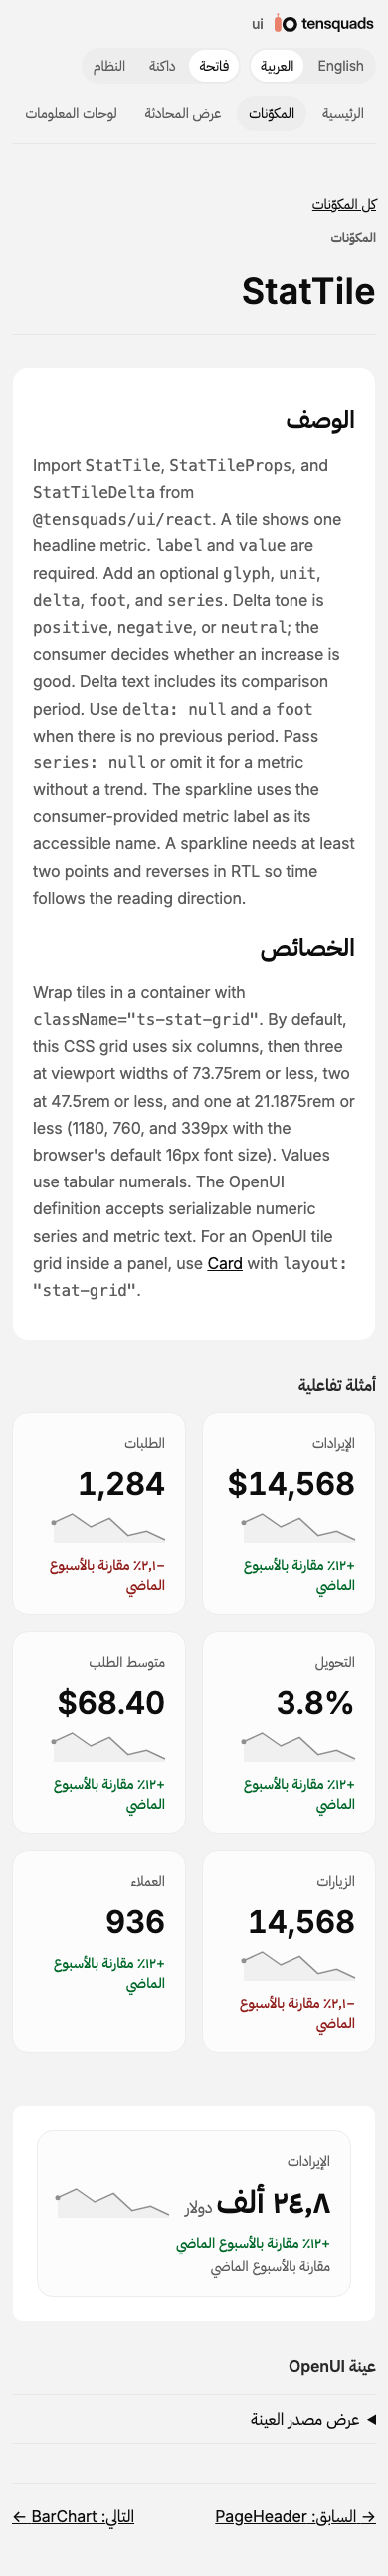 tensquads ui
English العربية فاتحة داكنة النظام
الرئيسية المكوّنات عرض المحادثة لوحات المعلومات
كل المكوّنات
المكوّنات
StatTile
الوصف
Import StatTile, StatTileProps, and
StatTileDelta from
@tensquads/ui/react. A tile shows one
headline metric. label and value are
required. Add an optional glyph, unit,
delta, foot, and series. Delta tone is
positive, negative, or neutral; the
consumer decides whether an increase is
good. Delta text includes its comparison
period. Use delta: null and a foot
when there is no previous period. Pass
series: null or omit it for a metric
without a trend. The sparkline uses the
consumer-provided metric label as its
accessible name. A sparkline needs at least
two points and reverses in RTL so time
follows the reading direction.
الخصائص
Wrap tiles in a container with
className="ts-stat-grid". By default,
this CSS grid uses six columns, then three
at viewport widths of 73.75rem or less, two
at 47.5rem or less, and one at 21.1875rem or
less (1180, 760, and 339px with the
browser's default 16px font size). Values
use tabular numerals. The OpenUI
definition accepts serializable numeric
series and metric text. For an OpenUI tile
grid inside a panel, use Card with layout:
"stat-grid".
أمثلة تفاعلية
الإيرادات
$14,568
+١٢٪ مقارنة بالأسبوع
الماضي
الطلبات
1,284
−٢,١٪ مقارنة بالأسبوع
الماضي
التحويل
3.8%
+١٢٪ مقارنة بالأسبوع
الماضي
متوسط الطلب
$68.40
+١٢٪ مقارنة بالأسبوع
الماضي
الزيارات
14,568
−٢,١٪ مقارنة بالأسبوع
الماضي
العملاء
936
+١٢٪ مقارنة بالأسبوع
الماضي
الإيرادات
٢٤,٨ ألف دولار
+١٢٪ مقارنة بالأسبوع الماضي
مقارنة بالأسبوع الماضي
عينة OpenUI
عرض مصدر العينة
→ السابق: PageHeader
التالي: BarChart ←